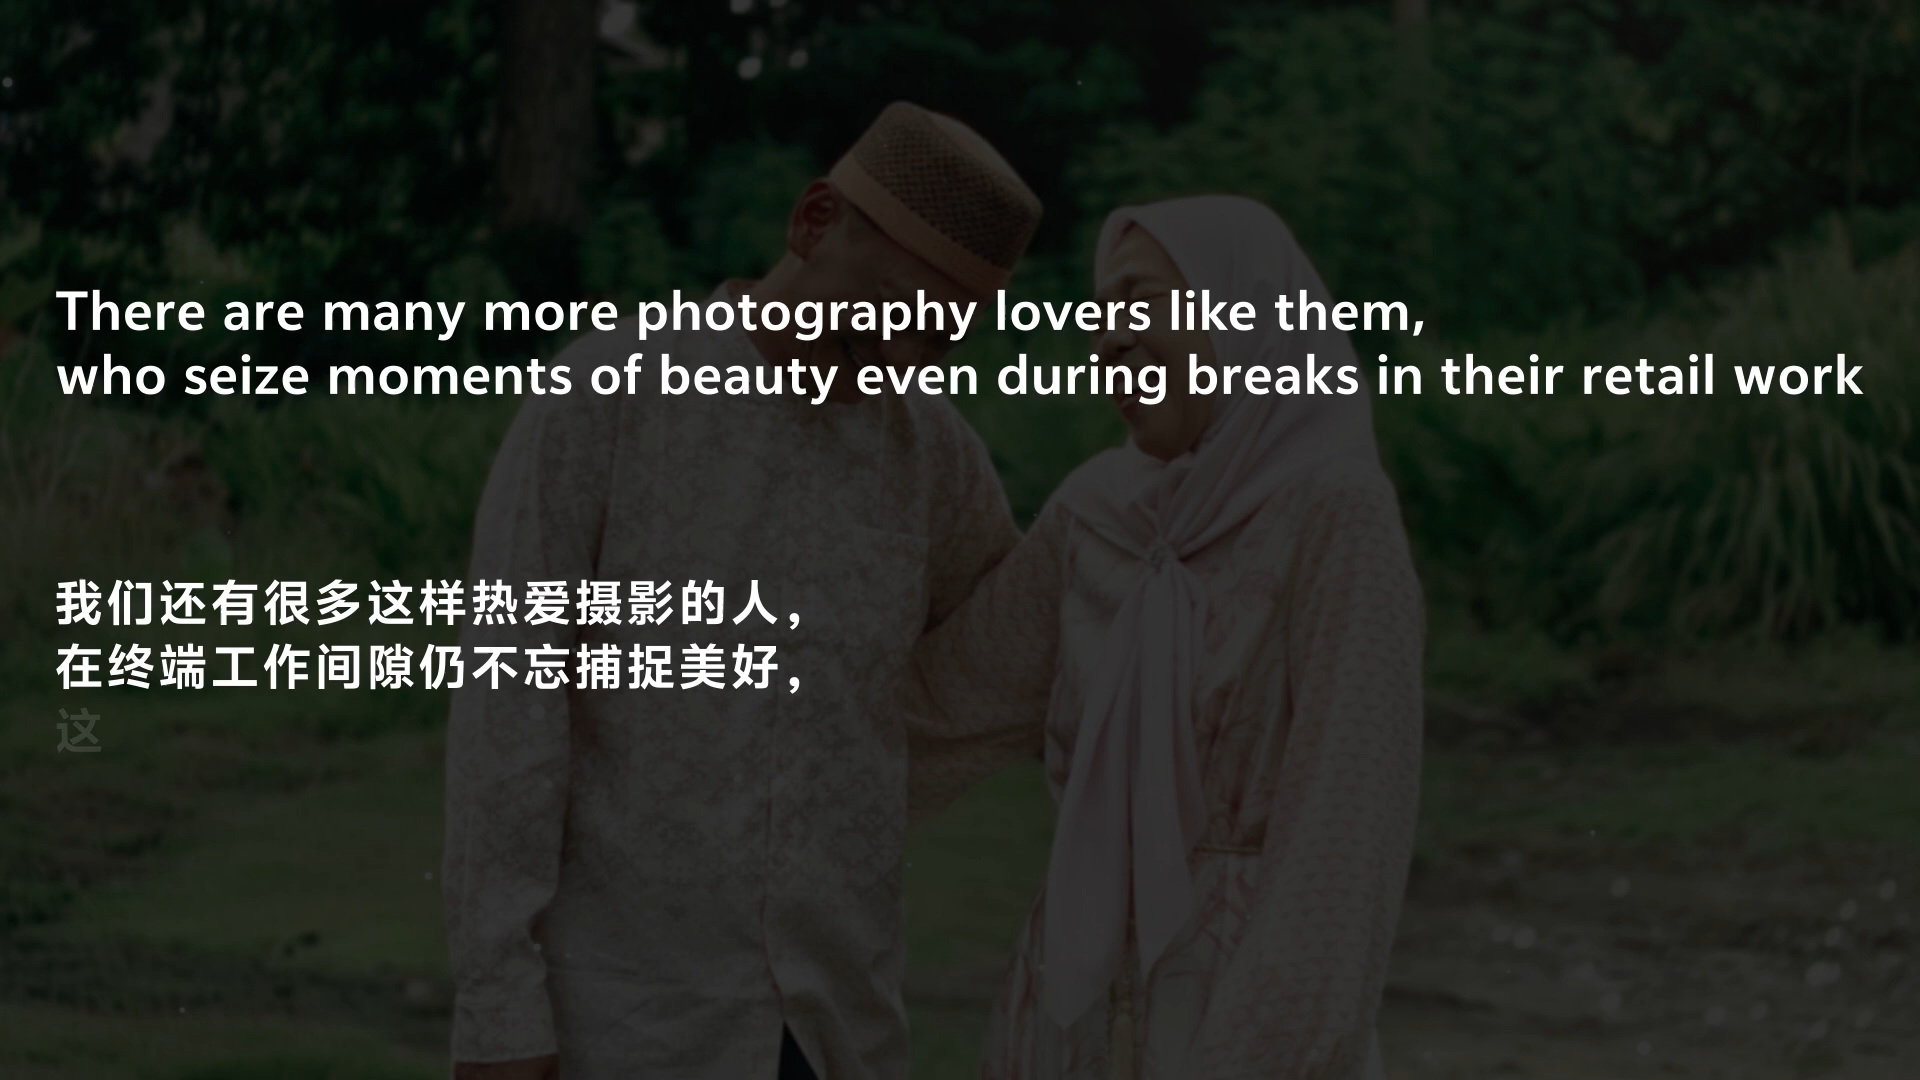 There are many more photography lovers like them,
who seize moments of beauty even during breaks in their retail work
我们还有很多这样热爱摄影的人，
在终端工作间隙仍不忘捕捉美好，
这